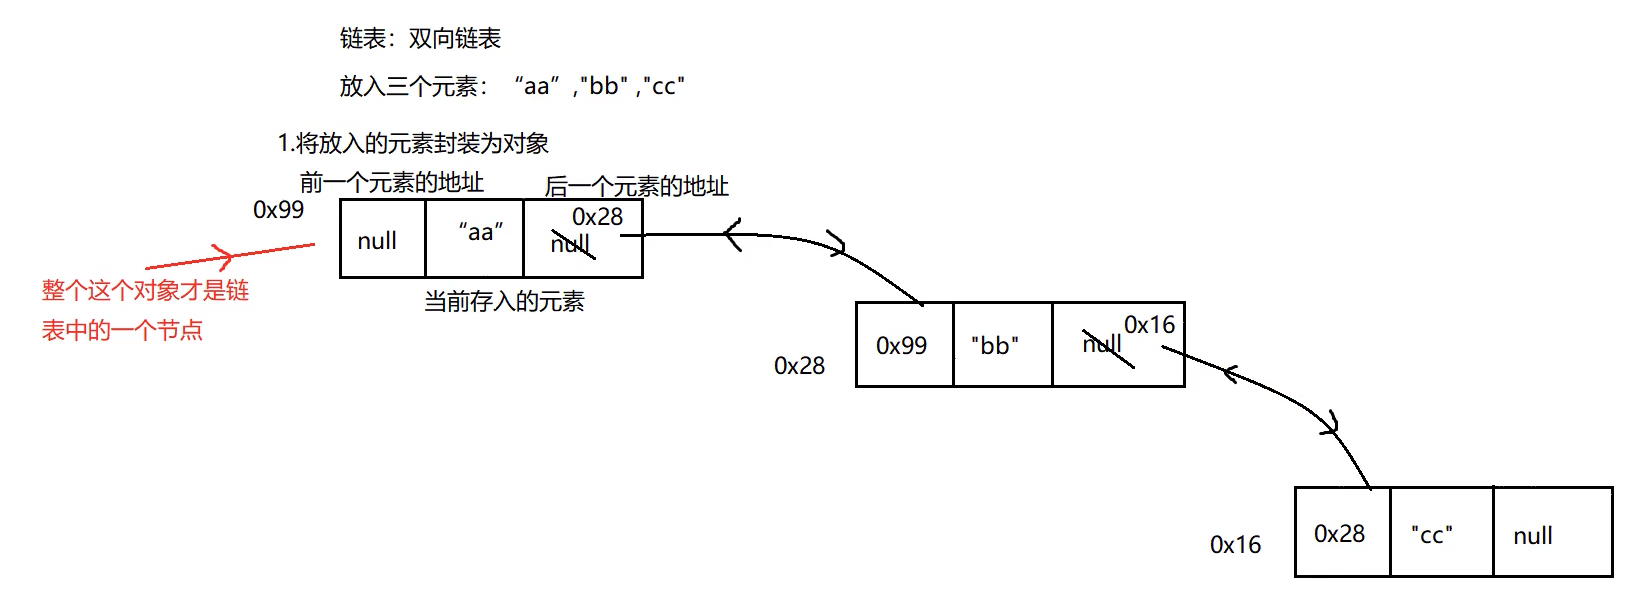 链表：双向链表
放入三个元素：“aa”,"bb" ,"cc"
1.将放入的元素封装为对象
前一个元素的地址
后一个元素的地址
0x99
null
“aa”
0x28
null
整个这个对象才是链
表中的一个节点
当前存入的元素
0x28
0x99
"bb"
0x16
null
0x16
0x28
"cc"
null